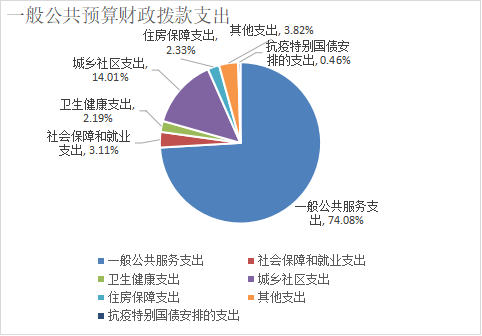 一般公共预算财政拨款支出
住房保障支出,
2.33%
其他支出, 3.82%
抗疫特别国债安
排的支出, 0.46%
城乡社区支出,
14.01%
卫生健康支出,
2.19%
社会保障和就业
支出, 3.11%
一般公共服务支
出, 74.08%
一般公共服务支出 社会保障和就业支出
卫生健康支出 城乡社区支出
住房保障支出 其他支出
抗疫特别国债安排的支出